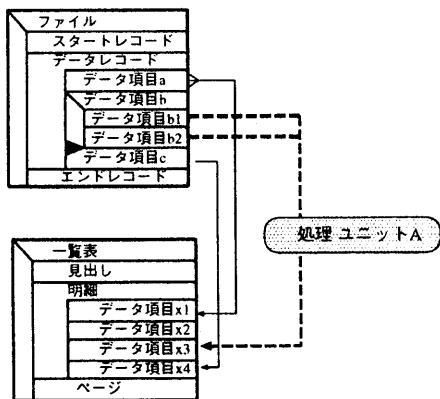 ファイル
スタートレコード
データレコード
データ項目a
データ項目b
データ項目b1
データ項目b2
データ項目c
エンドレコード
処理ユニットA
一覧表
見出し
明細
データ項目x1
データ項目x2
データ項目x3
データ項目x4
ページ